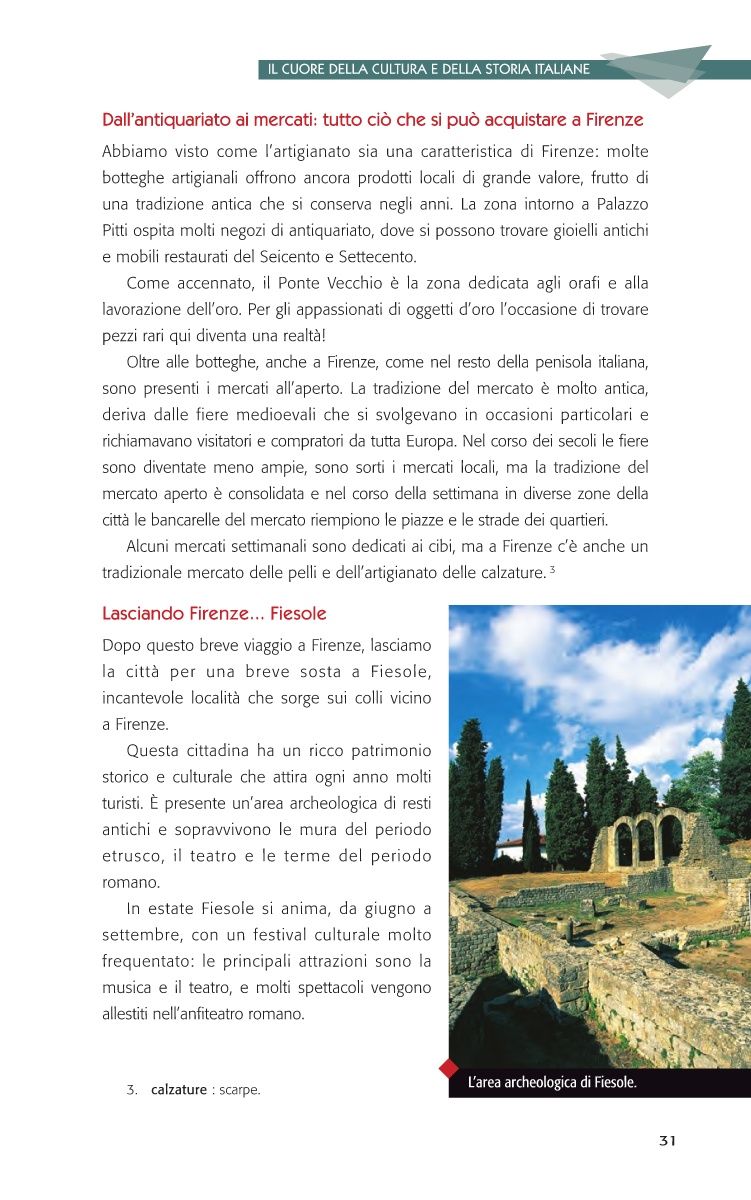 IL CUORE DELLA CULTURA E DELLA STORIA ITALIANE
Dall'antiquariato ai mercati: tutto ciò che si può acquistare a Firenze
Abbiamo visto come l'artigianato sia una caratteristica di Firenze: molte
botteghe artigianali offrono ancora prodotti locali di grande valore, frutto di
una tradizione antica che si conserva negli anni. La zona intorno a Palazzo
Pitti ospita molti negozi di antiquariato, dove si possono trovare gioielli antichi
e mobili restaurati del Seicento e Settecento.
Come accennato, il Ponte Vecchio è la zona dedicata agli orafi e alla
lavorazione dell'oro. Per gli appassionati di oggetti d'oro l'occasione di trovare
pezzi rari qui diventa una realtà!
Oltre alle botteghe, anche a Firenze, come nel resto della penisola italiana,
sono presenti i mercati all'aperto. La tradizione del mercato è molto antica,
deriva dalle fiere medioevali che si svolgevano in occasioni particolari e
richiamavano visitatori e compratori da tutta Europa. Nel corso dei secoli le fiere
sono diventate meno ampie, sono sorti i mercati locali, ma la tradizione del
mercato aperto è consolidata e nel corso della settimana in diverse zone della
città le bancarelle del mercato riempiono le piazze e le strade dei quartieri.
Alcuni mercati settimanali sono dedicati ai cibi, ma a Firenze c'è anche un
tradizionale mercato delle pelli e dell'artigianato delle calzature. 3
Lasciando Firenze... Fiesole
Dopo questo breve viaggio a Firenze, lasciamo
la città per una breve sosta a Fiesole,
incantevole località che sorge sui colli vicino
a Firenze.
Questa cittadina ha un ricco patrimonio
storico e culturale che attira ogni anno molti
turisti. È presente un'area archeologica di resti
antichi e sopravvivono le mura del periodo
etrusco, il teatro e le terme del periodo
romano.
In estate Fiesole si anima, da giugno a
settembre, con un festival culturale molto
frequentato: le principali attrazioni sono la
musica e il teatro, e molti spettacoli vengono
allestiti nell'anfiteatro romano.
L'area archeologica di Fiesole.
3. calzature : scarpe.
31